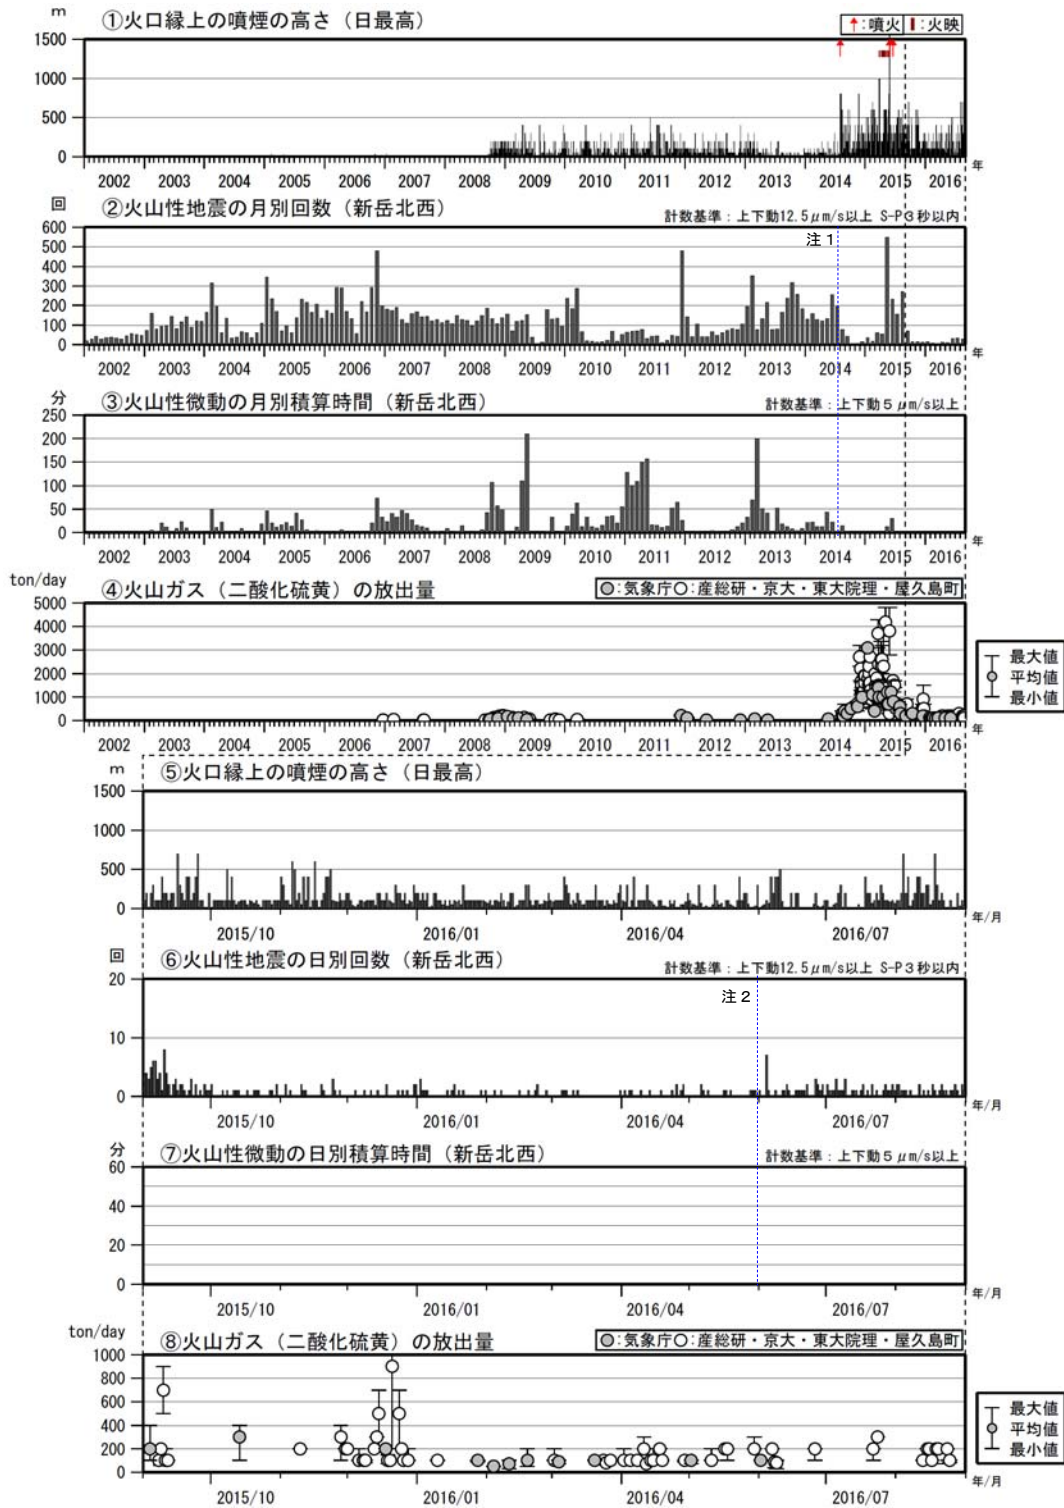 m ①火口縁上の噴煙の高さ（日最高）
↑:噴火 ▮:火映
1500
1000
500
0
2002 2003 2004 2005 2006 2007 2008 2009 2010 2011 2012 2013 2014 2015 2016 年
回 ②火山性地震の月別回数（新岳北西） 計数基準：上下動12.5μm/s以上 S-P3秒以内
注１
600
500
400
300
200
100
0
2002 2003 2004 2005 2006 2007 2008 2009 2010 2011 2012 2013 2014 2015 2016 年
分 ③火山性微動の月別積算時間（新岳北西） 計数基準：上下動５μm/s以上
250
200
150
100
50
0
2002 2003 2004 2005 2006 2007 2008 2009 2010 2011 2012 2013 2014 2015 2016 年
ton/day ④火山ガス（二酸化硫黄）の放出量 ○:気象庁○:産総研・京大・東大院理・屋久島町
5000
4000
3000
2000
1000
0
最大値
平均値
最小値
2002 2003 2004 2005 2006 2007 2008 2009 2010 2011 2012 2013 2014 2015 2016
m ⑤火口縁上の噴煙の高さ（日最高）
1500
1000
500
0
2015/10 2016/01 2016/04 2016/07 年/月
回 ⑥火山性地震の日別回数（新岳北西） 計数基準：上下動12.5μm/s以上 S-P３秒以内
注２
20
10
0
2015/10 2016/01 2016/04 2016/07 年/月
分 ⑦火山性微動の日別積算時間（新岳北西） 計数基準：上下動５μm/s以上
60
40
20
0
2015/10 2016/01 2016/04 2016/07 年/月
ton/day ⑧火山ガス（二酸化硫黄）の放出量 ○:気象庁○:産総研・京大・東大院理・屋久島町
1000
800
600
400
200
0
最大値
平均値
最小値
2015/10 2016/01 2016/04 2016/07 年/月